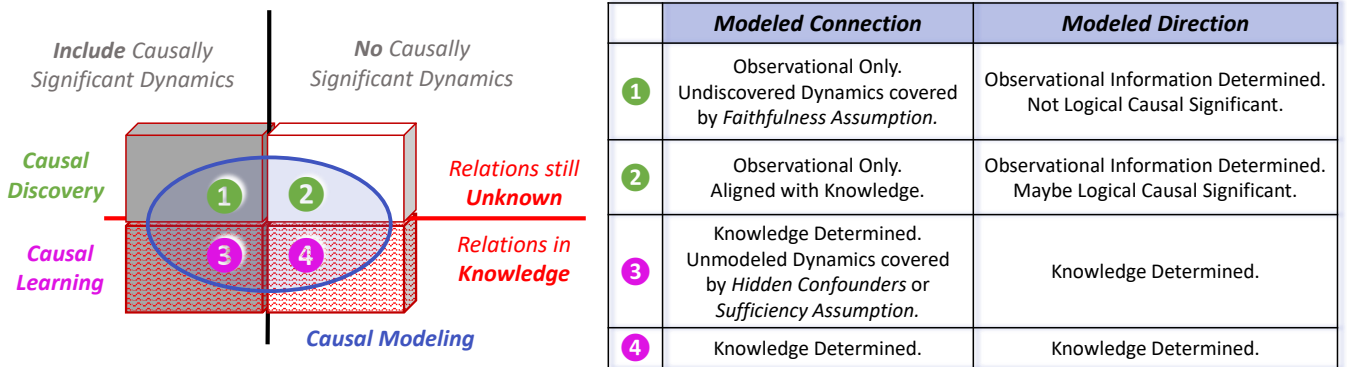 Include Causally
Significant Dynamics
No Causally
Significant Dynamics
Causal
Discovery
1
2
Relations still
Unknown
Causal
Learning
3
4
Relations in
Knowledge
Causal Modeling
Modeled Connection
Modeled Direction
1
Observational Only.
Undiscovered Dynamics covered
by Faithfulness Assumption.
Observational Information Determined.
Not Logical Causal Significant.
2
Observational Only.
Aligned with Knowledge.
Observational Information Determined.
Maybe Logical Causal Significant.
3
Knowledge Determined.
Unmodeled Dynamics covered
by Hidden Confounders or
Sufficiency Assumption.
Knowledge Determined.
4
Knowledge Determined.
Knowledge Determined.